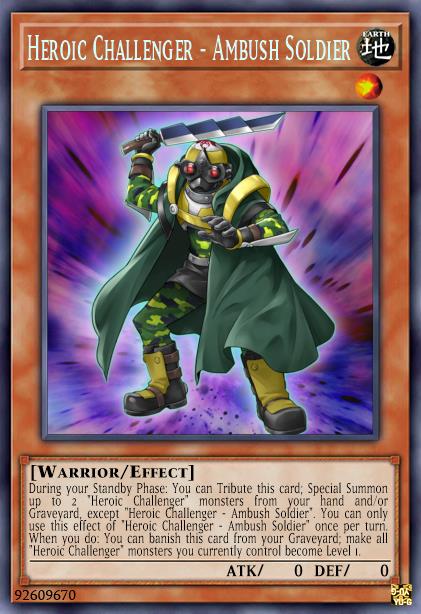 HEROIC CHALLENGER - AMBUSH SOLDIER
EARTH
地
[WARRIOR/EFFECT]
During your Standby Phase: You can Tribute this card; Special Summon
up to 2 "Heroic Challenger" monsters from your hand and/or
Graveyard, except "Heroic Challenger - Ambush Soldier". You can only
use this effect of "Heroic Challenger - Ambush Soldier" once per turn.
When you do: You can banish this card from your Graveyard; make all
"Heroic Challenger" monsters you currently control become Level 1.
ATK/ 0 DEF/ 0
92609670